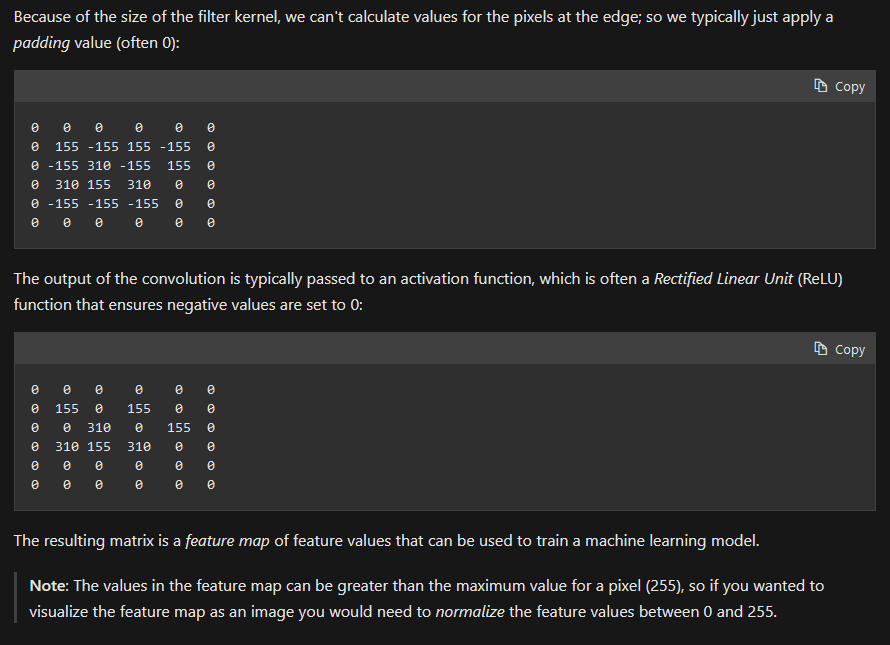 Because of the size of the filter kernel, we can't calculate values for the pixels at the edge; so we typically just apply a
padding value (often 0):
Copy
0 0 0 0 0 0
0 155 -155 155 -155 0
0 -155 310 -155 155 0
0 310 155 310 0 0
0 -155 -155 -155 0 0
0 0 0 0 0 0
The output of the convolution is typically passed to an activation function, which is often a Rectified Linear Unit (ReLU)
function that ensures negative values are set to 0:
Copy
0 0 0 0 0 0
0 155 0 155 0 0
0 0 310 0 155 0
0 310 155 310 0 0
0 0 0 0 0 0
0 0 0 0 0 0
The resulting matrix is a feature map of feature values that can be used to train a machine learning model.
Note: The values in the feature map can be greater than the maximum value for a pixel (255), so if you wanted to
visualize the feature map as an image you would need to normalize the feature values between 0 and 255.